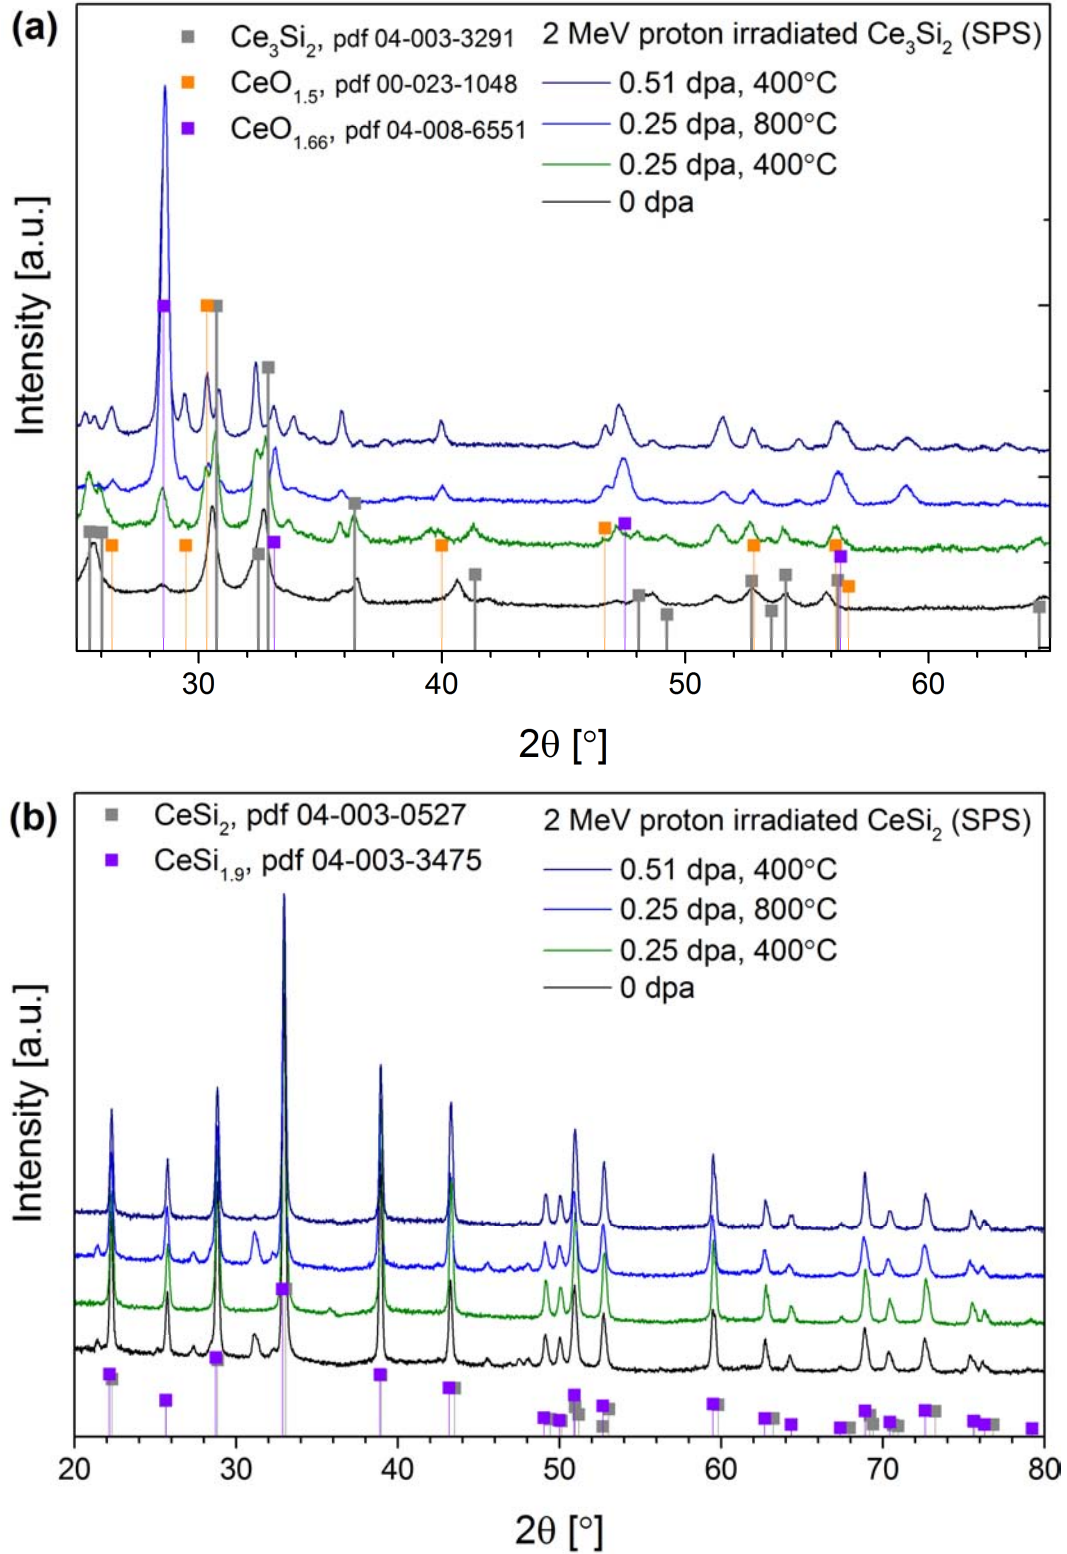 (a)
Ce3Si2, pdf 04-003-3291
CeO1.5, pdf 00-023-1048
CeO1.66, pdf 04-008-6551
2 MeV proton irradiated Ce3Si2 (SPS)
0.51 dpa, 400°C
0.25 dpa, 800°C
0.25 dpa, 400°C
0 dpa
Intensity [a.u.]
30 40 50 60
2θ [°]
(b)
CeSi2, pdf 04-003-0527
CeSi1.9, pdf 04-003-3475
2 MeV proton irradiated CeSi2 (SPS)
0.51 dpa, 400°C
0.25 dpa, 800°C
0.25 dpa, 400°C
0 dpa
Intensity [a.u.]
20 30 40 50 60 70 80
2θ [°]